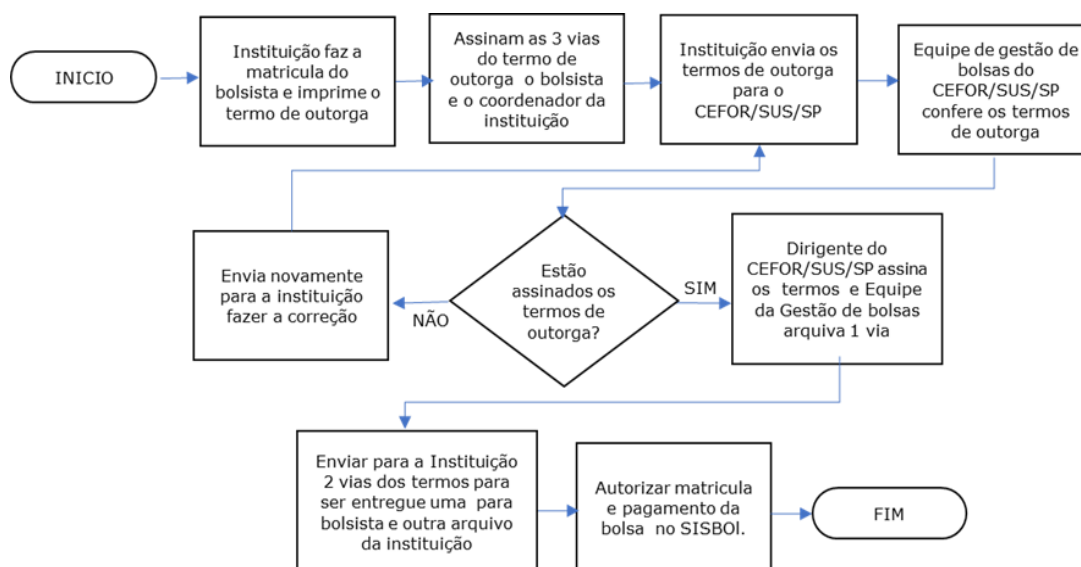 INICIO
Instituição faz a
matricula do
bolsista e imprime o
termo de outorga
Assinam as 3 vias
do termo de
outorga o bolsista
e o coordenador da
instituição
Instituição envia os
termos de outorga
para o
CEFOR/SUS/SP
Equipe de gestão de
bolsas do
CEFOR/SUS/SP
confere os termos
de outorga
Envia novamente
para a instituição
fazer a correção
NÃO
Estão
assinados os
termos de
outorga?
SIM
Dirigente do
CEFOR/SUS/SP assina
os termos e Equipe
da Gestão de bolsas
arquiva 1 via
Enviar para a Instituição
2 vias dos termos para
ser entregue uma para
bolsista e outra arquivo
da instituição
Autorizar matricula
e pagamento da
bolsa no SISBOl.
FIM